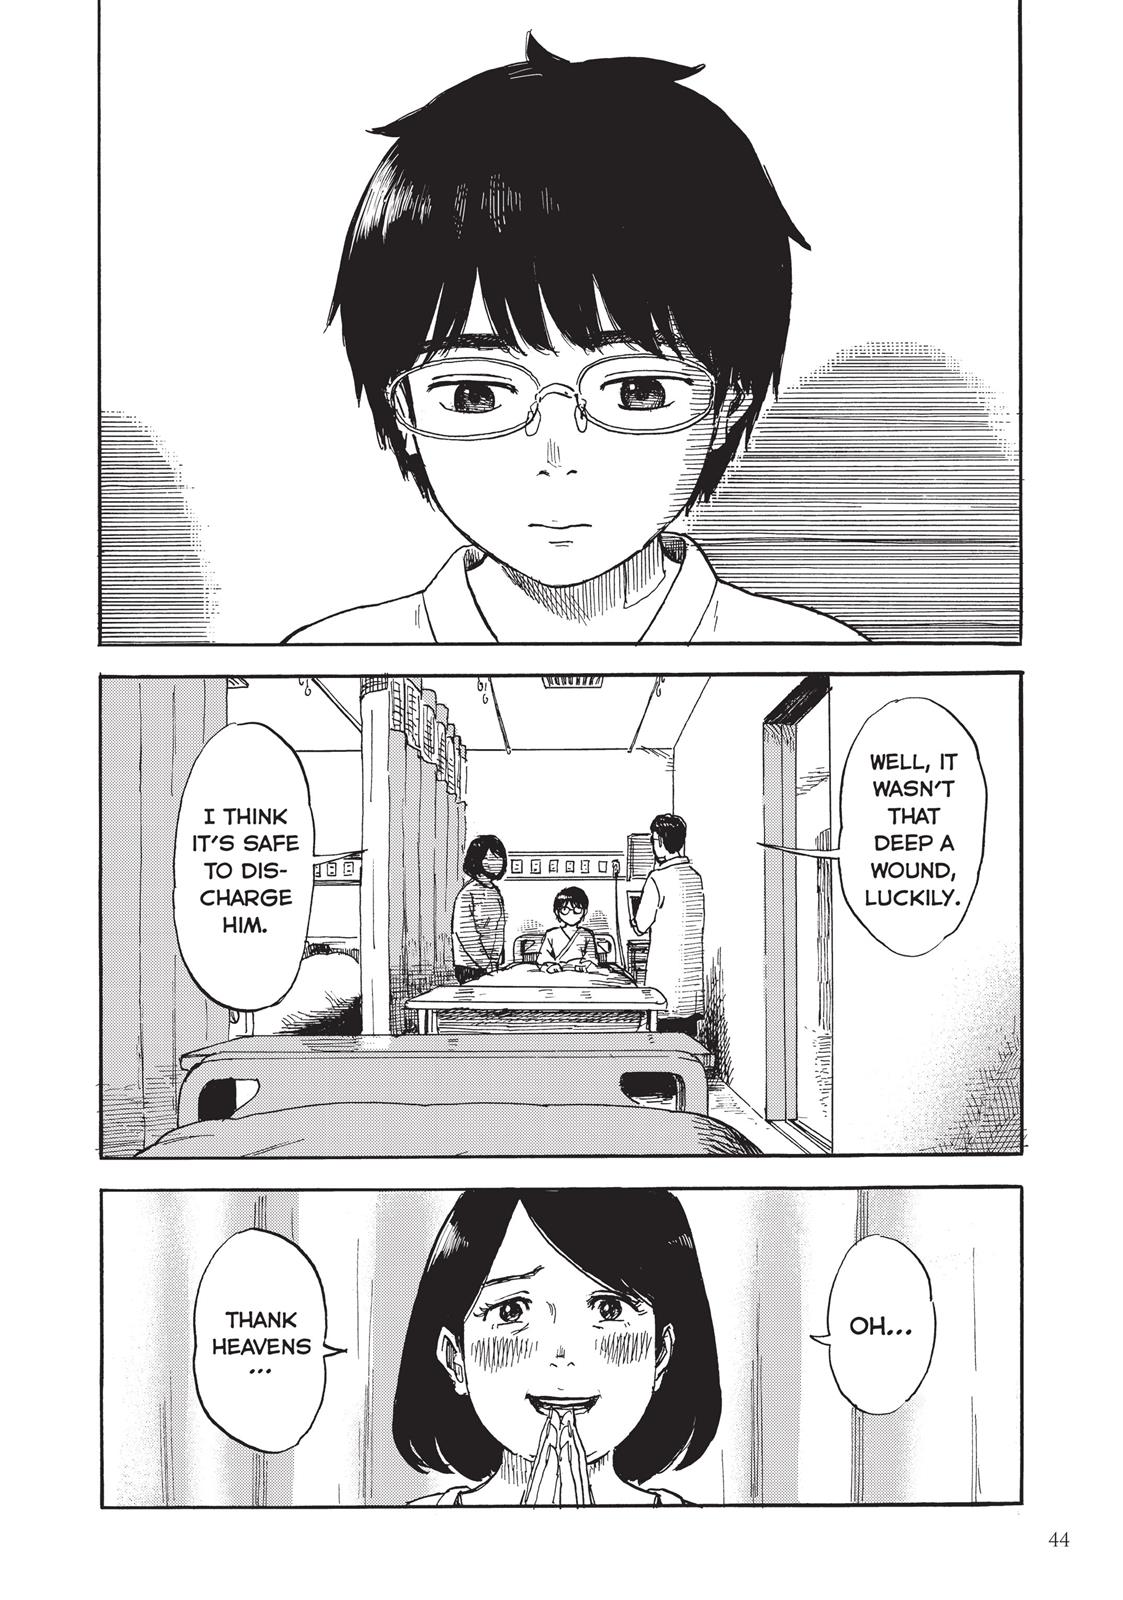 WELL, IT
WASN'T
THAT
DEEP A
WOUND,
LUCKILY.
I THINK
IT'S SAFE
TO DIS-
CHARGE
HIM.
OH...
THANK
HEAVENS
...
44